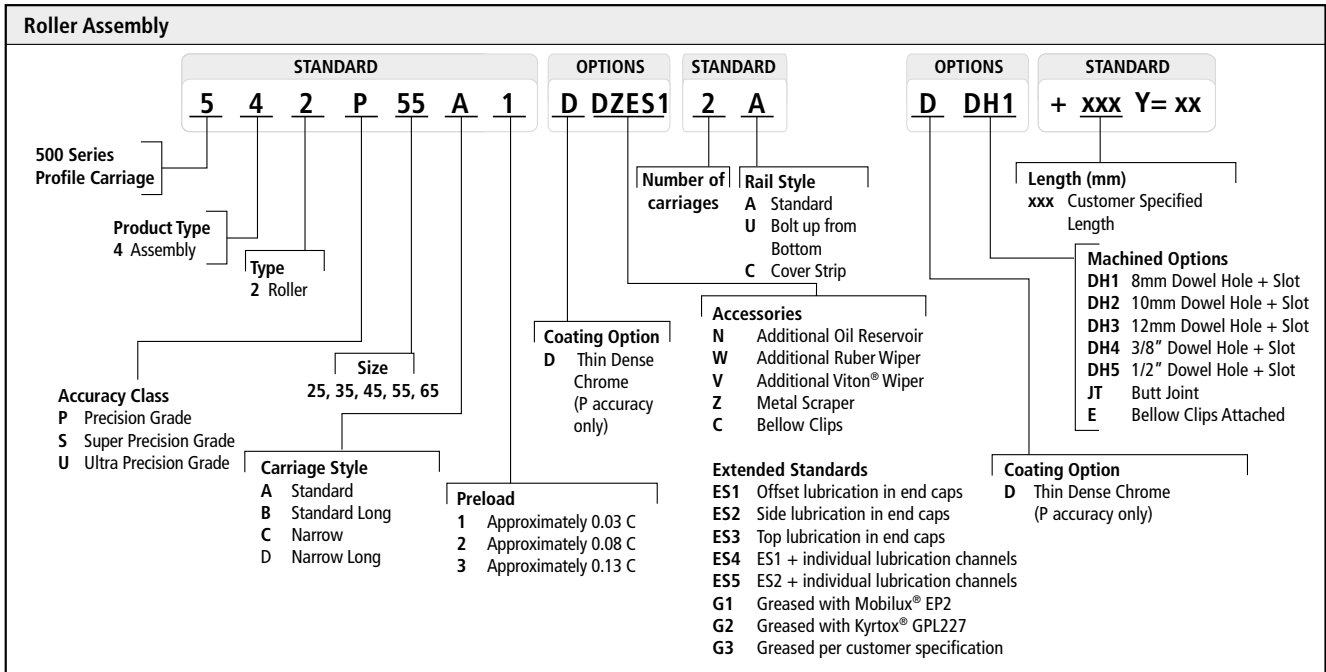 Roller Assembly
STANDARD
OPTIONS
STANDARD
OPTIONS
STANDARD
5 4 2 P 55 A 1
D DZES1
2 A
D DH1
+ xxx Y= xx
500 Series
Profile Carriage
Product Type
4 Assembly
Type
2 Roller
Accuracy Class
P Precision Grade
S Super Precision Grade
U Ultra Precision Grade
Size
25, 35, 45, 55, 65
Carriage Style
A Standard
B Standard Long
C Narrow
D Narrow Long
Preload
1 Approximately 0.03 C
2 Approximately 0.08 C
3 Approximately 0.13 C
Coating Option
D Thin Dense
Chrome
(P accuracy
only)
Number of
carriages
Rail Style
A Standard
U Bolt up from
Bottom
C Cover Strip
Accessories
N Additional Oil Reservoir
W Additional Ruber Wiper
V Additional Viton® Wiper
Z Metal Scraper
C Bellow Clips
Extended Standards
ES1 Offset lubrication in end caps
ES2 Side lubrication in end caps
ES3 Top lubrication in end caps
ES4 ES1 + individual lubrication channels
ES5 ES2 + individual lubrication channels
G1 Greased with Mobilux® EP2
G2 Greased with Kyrtox® GPL227
G3 Greased per customer specification
Length (mm)
xxx Customer Specified
Length
Machined Options
DH1 8mm Dowel Hole + Slot
DH2 10mm Dowel Hole + Slot
DH3 12mm Dowel Hole + Slot
DH4 3/8″ Dowel Hole + Slot
DH5 1/2″ Dowel Hole + Slot
JT Butt Joint
E Bellow Clips Attached
Coating Option
D Thin Dense Chrome
(P accuracy only)